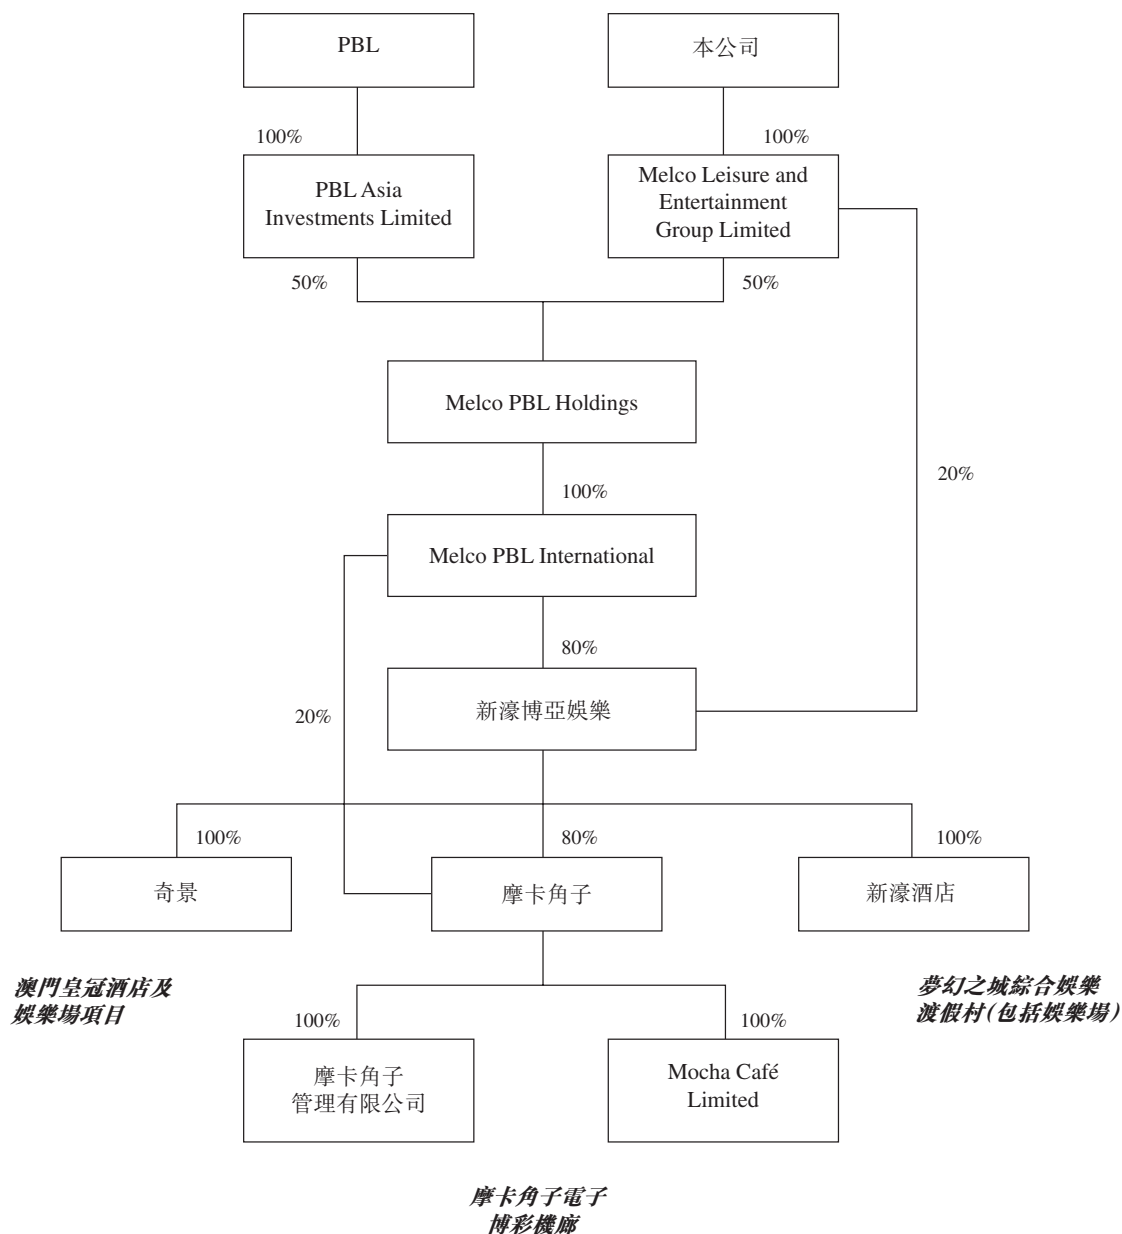 PBL
本公司
100%
100%
PBL Asia
Investments Limited
Melco Leisure and
Entertainment
Group Limited
50%
50%
Melco PBL Holdings
20%
100%
Melco PBL International
80%
20%
新濠博亞娛樂
100%
80%
100%
奇景
摩卡角子
新濠酒店
澳門皇冠酒店及
娛樂場項目
夢幻之城綜合娛樂
渡假村(包括娛樂場)
100%
100%
摩卡角子
管理有限公司
Mocha Café
Limited
摩卡角子電子
博彩機廊